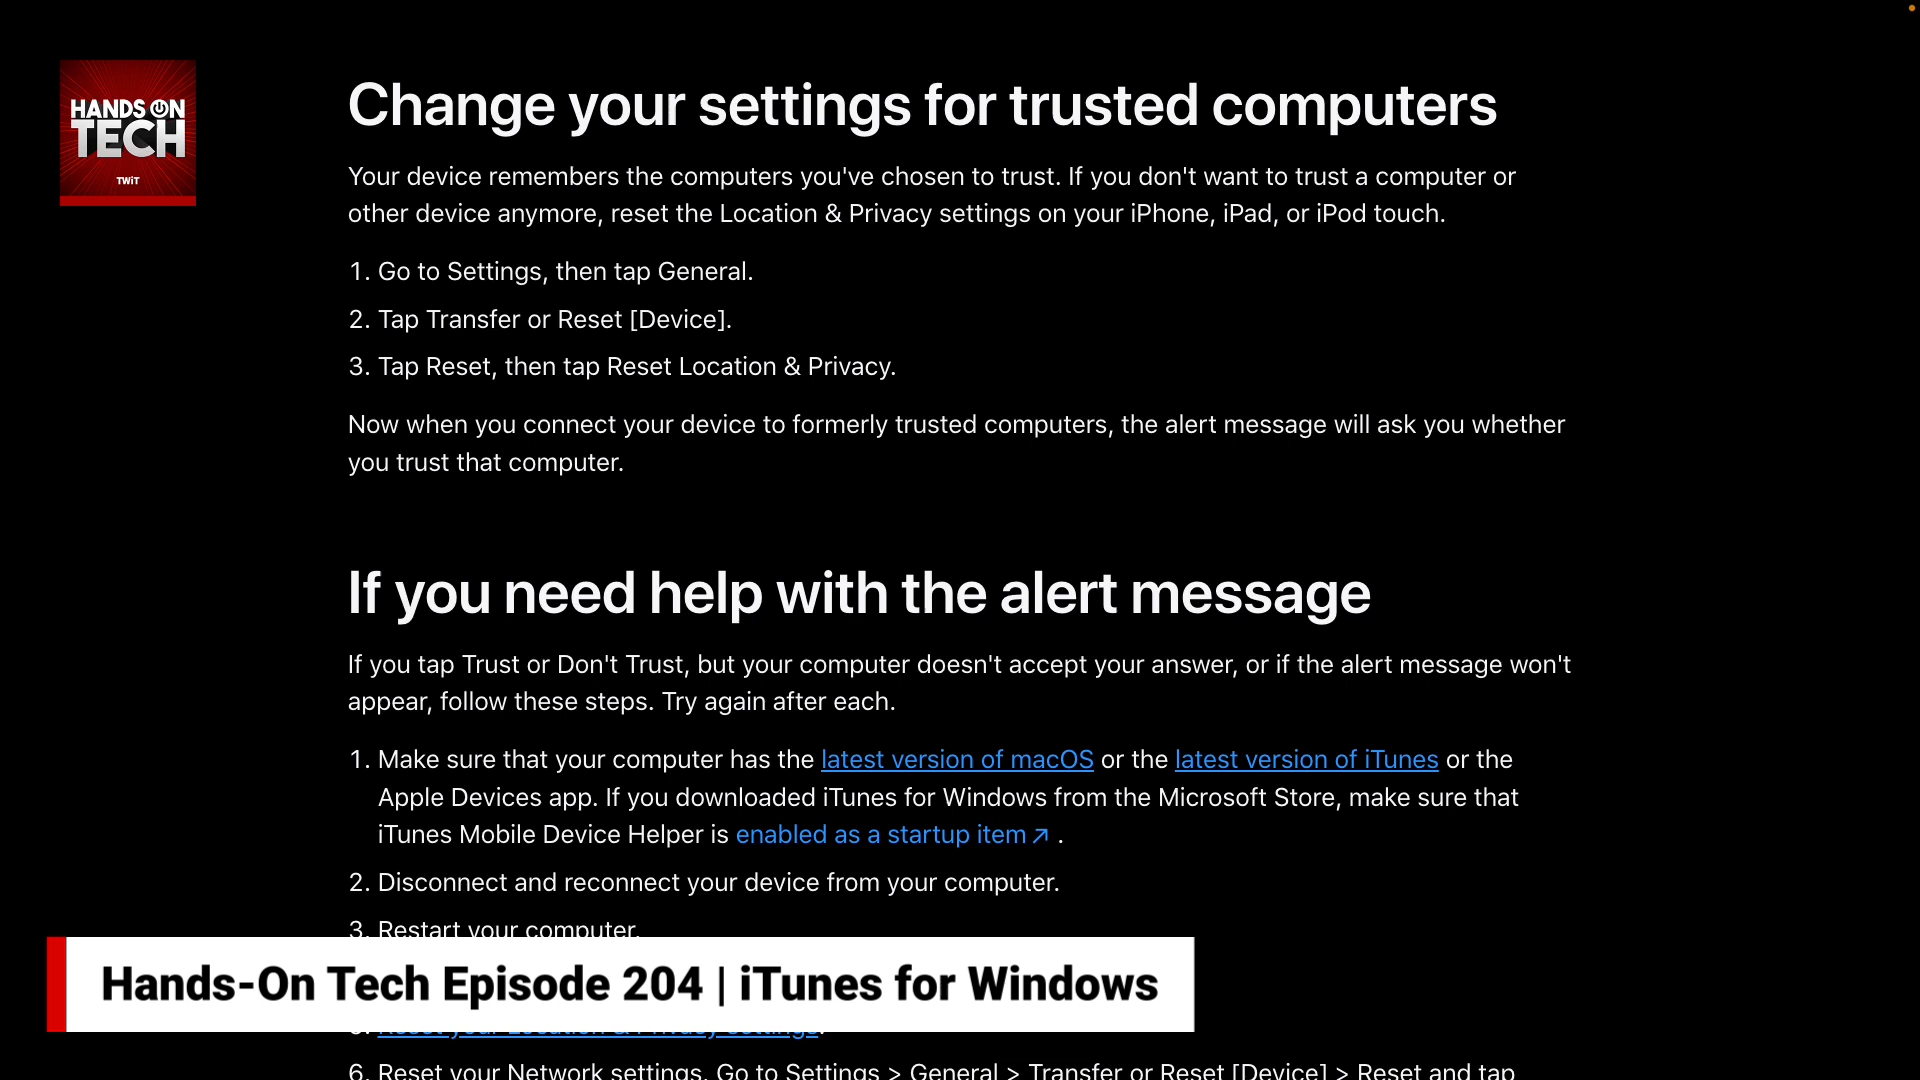 HANDS ON
TECH
TWiT
Change your settings for trusted computers
Your device remembers the computers you've chosen to trust. If you don't want to trust a computer or
other device anymore, reset the Location & Privacy settings on your iPhone, iPad, or iPod touch.
1. Go to Settings, then tap General.
2. Tap Transfer or Reset [Device].
3. Tap Reset, then tap Reset Location & Privacy.
Now when you connect your device to formerly trusted computers, the alert message will ask you whether
you trust that computer.
If you need help with the alert message
If you tap Trust or Don't Trust, but your computer doesn't accept your answer, or if the alert message won't
appear, follow these steps. Try again after each.
1. Make sure that your computer has the latest version of macOS or the latest version of iTunes or the
Apple Devices app. If you downloaded iTunes for Windows from the Microsoft Store, make sure that
iTunes Mobile Device Helper is enabled as a startup item ↗ .
2. Disconnect and reconnect your device from your computer.
3. Restart your computer.
Hands-On Tech Episode 204 | iTunes for Windows
6. Reset your Network settings. Go to Settings > General > Transfer or Reset [Device] > Reset and tap